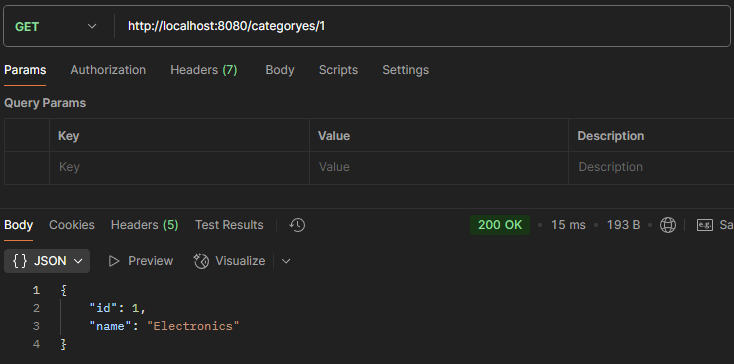 GET http://localhost:8080/categoryes/1
Params Authorization Headers (7) Body Scripts Settings
Query Params
Key Value Description
Key Value Description
Body Cookies Headers (5) Test Results 200 OK • 15 ms • 193 B • e.g. Sa
{} JSON Preview Visualize
1 {
2 "id": 1,
3 "name": "Electronics"
4 }